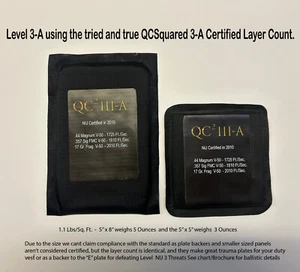 Level 3-A using the tried and true QCSquared 3-A Certified Layer Count.
QC² III-A
NIJ Certified in 2010
.44 Magnum V-50 - 1725 Ft./Sec.
.357 Sig FMC V-50 - 1910 Ft./Sec.
17 Gr. Frag V-50 - 2010 Ft./Sec.
QC² III-A
NIJ Certified in 2010
.44 Magnum V-50 - 1725 Ft./Sec.
.357 Sig FMC V-50 - 1910 Ft./Sec.
17 Gr. Frag V-50 - 2010 Ft./Sec.
1.1 Lbs/Sq. Ft. - 5" x 8" weighs 5 Ounces and the 5" x 5" weighs 3 Ounces
Due to the size we cant claim compliance with the standard as plate backers and smaller sized panels
aren't considered certified, but the layer count is identical, and they make great trauma plates for your duty
vest or as a backer to the "E" plate for defeating Level NIJ 3 Threats See chart/Brochure for ballistic details